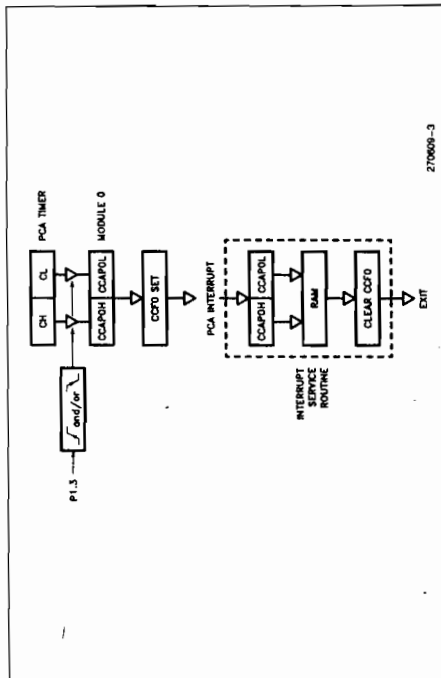 PCA TIMER
CH CL
P1.3
and/or
MODULE 0
CCAP0H CCAP0L
CCF0 SET
PCA INTERRUPT
CCAP0H CCAP0L
INTERRUPT
SERVICE
ROUTINE
RAM
CLEAR CCF0
EXIT
270609-3